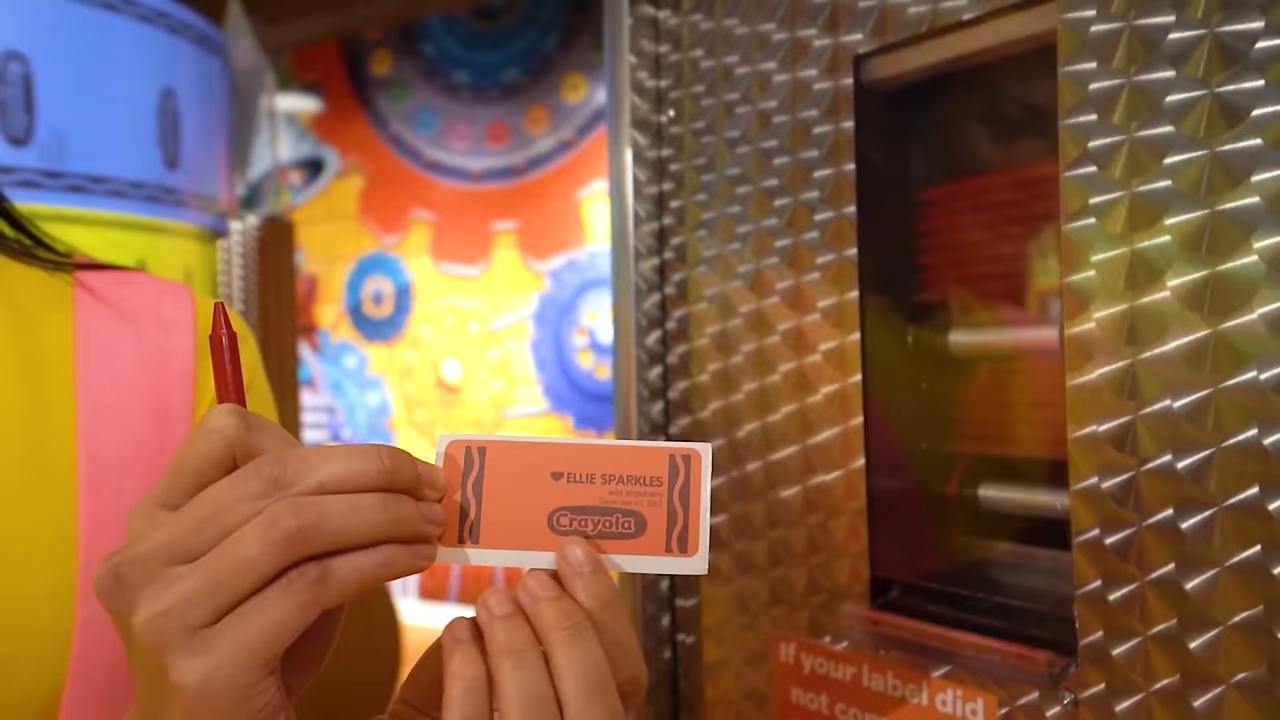 ♥ELLIE SPARKLES
wild strawberry
Crayola
If your label did
not com